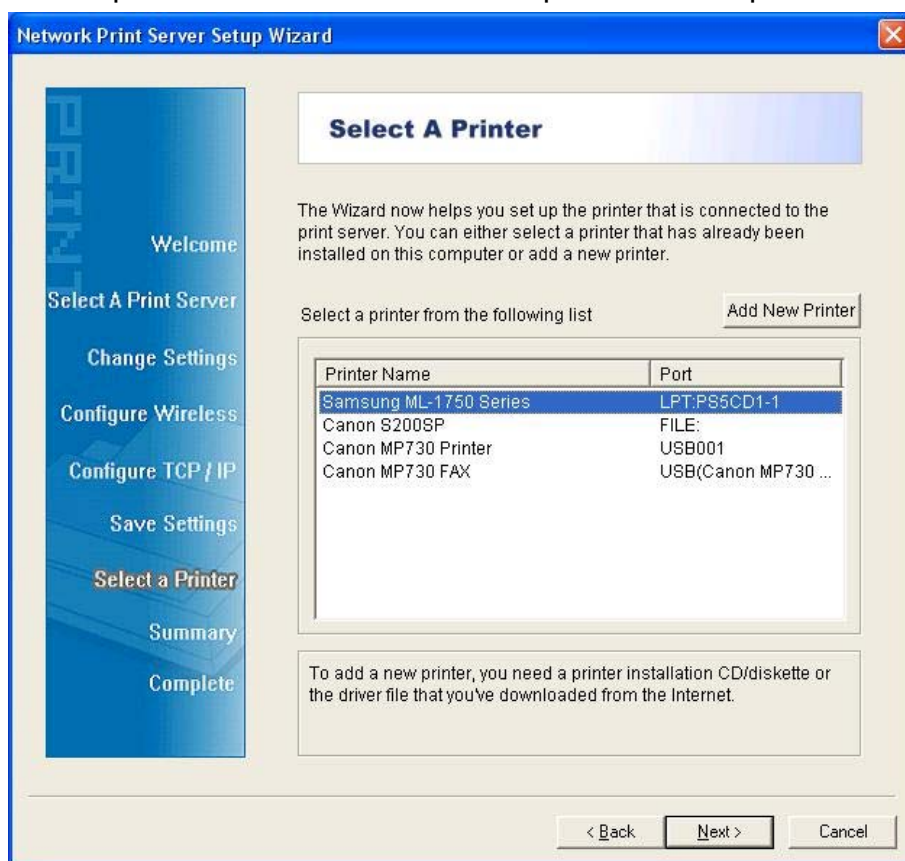 Network Print Server Setup Wizard
PRINT
Welcome
Select A Print Server
Change Settings
Configure Wireless
Configure TCP / IP
Save Settings
Select a Printer
Summary
Complete
Select A Printer
The Wizard now helps you set up the printer that is connected to the
print server. You can either select a printer that has already been
installed on this computer or add a new printer.
Select a printer from the following list
Add New Printer
Printer Name Port
Samsung ML-1750 Series LPT:PS5CD1-1
Canon S200SP FILE:
Canon MP730 Printer USB001
Canon MP730 FAX USB(Canon MP730 ...
To add a new printer, you need a printer installation CD/diskette or
the driver file that you've downloaded from the Internet.
< Back Next > Cancel